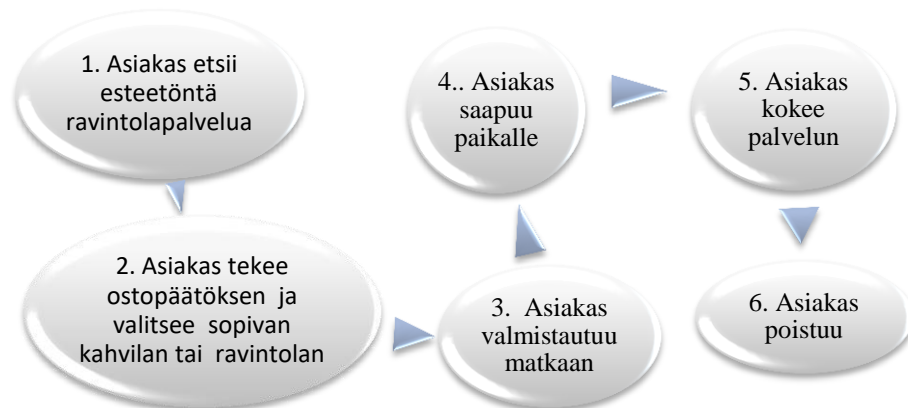 1. Asiakas etsii
esteetöntä
ravintolapalvelua
2. Asiakas tekee
ostopäätöksen ja
valitsee sopivan
kahvilan tai ravintolan
3. Asiakas
valmistautuu
matkaan
4.. Asiakas
saapuu
paikalle
5. Asiakas
kokee
palvelun
6. Asiakas
poistuu